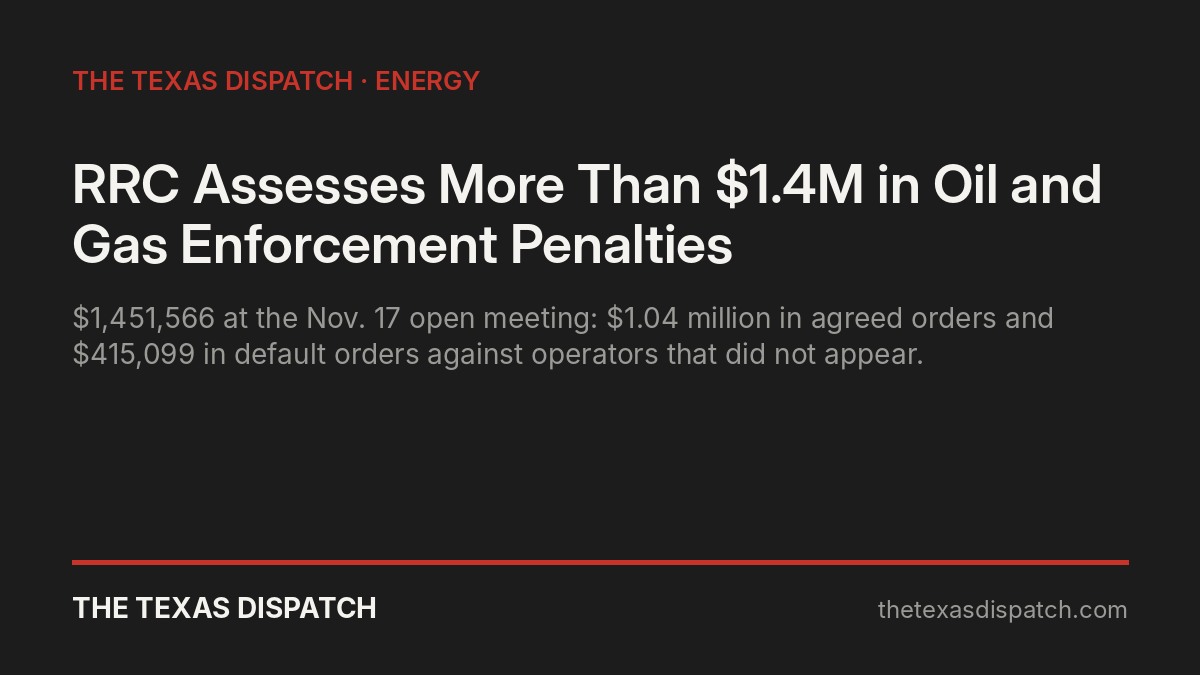 THE TEXAS DISPATCH · ENERGY
RRC Assesses More Than $1.4M in Oil and
Gas Enforcement Penalties
$1,451,566 at the Nov. 17 open meeting: $1.04 million in agreed orders and
$415,099 in default orders against operators that did not appear.
THE TEXAS DISPATCH
thetexasdispatch.com